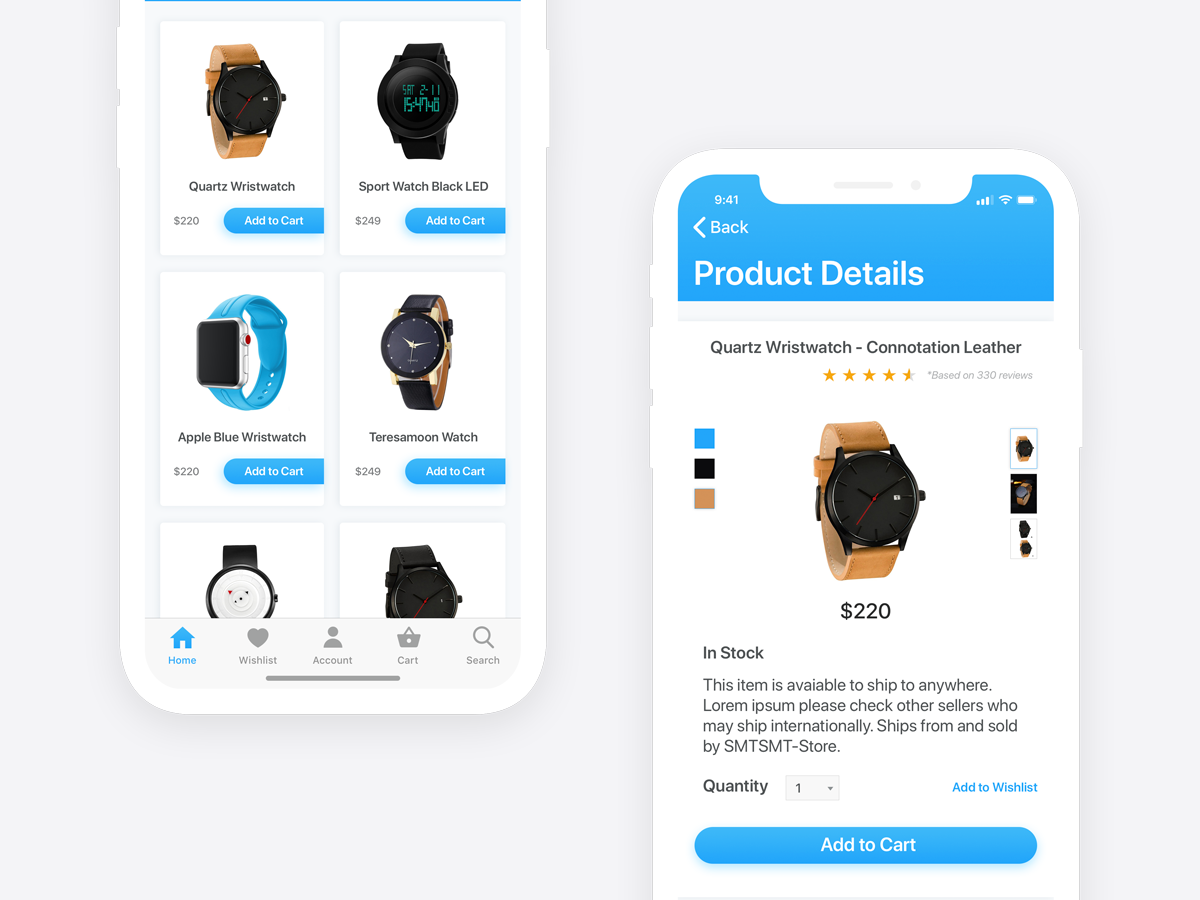 Quartz Wristwatch
$220
Add to Cart
SAT 2-11
15:47 40
Sport Watch Black LED
$249
Add to Cart
Apple Blue Wristwatch
$220
Add to Cart
Teresamoon Watch
$249
Add to Cart
Home
Wishlist
Account
Cart
Search
9:41
Back
Product Details
Quartz Wristwatch - Connotation Leather
*Based on 330 reviews
$220
In Stock
This item is avaiable to ship to anywhere.
Lorem ipsum please check other sellers who
may ship internationally. Ships from and sold
by SMTSMT-Store.
Quantity
1
Add to Wishlist
Add to Cart